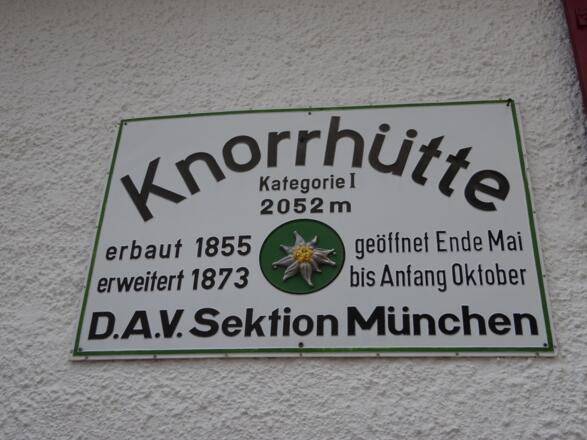 Knorrhütte
Kategorie I
2052 m
erbaut 1855
erweitert 1873
geöffnet Ende Mai
bis Anfang Oktober
D.A.V. Sektion München